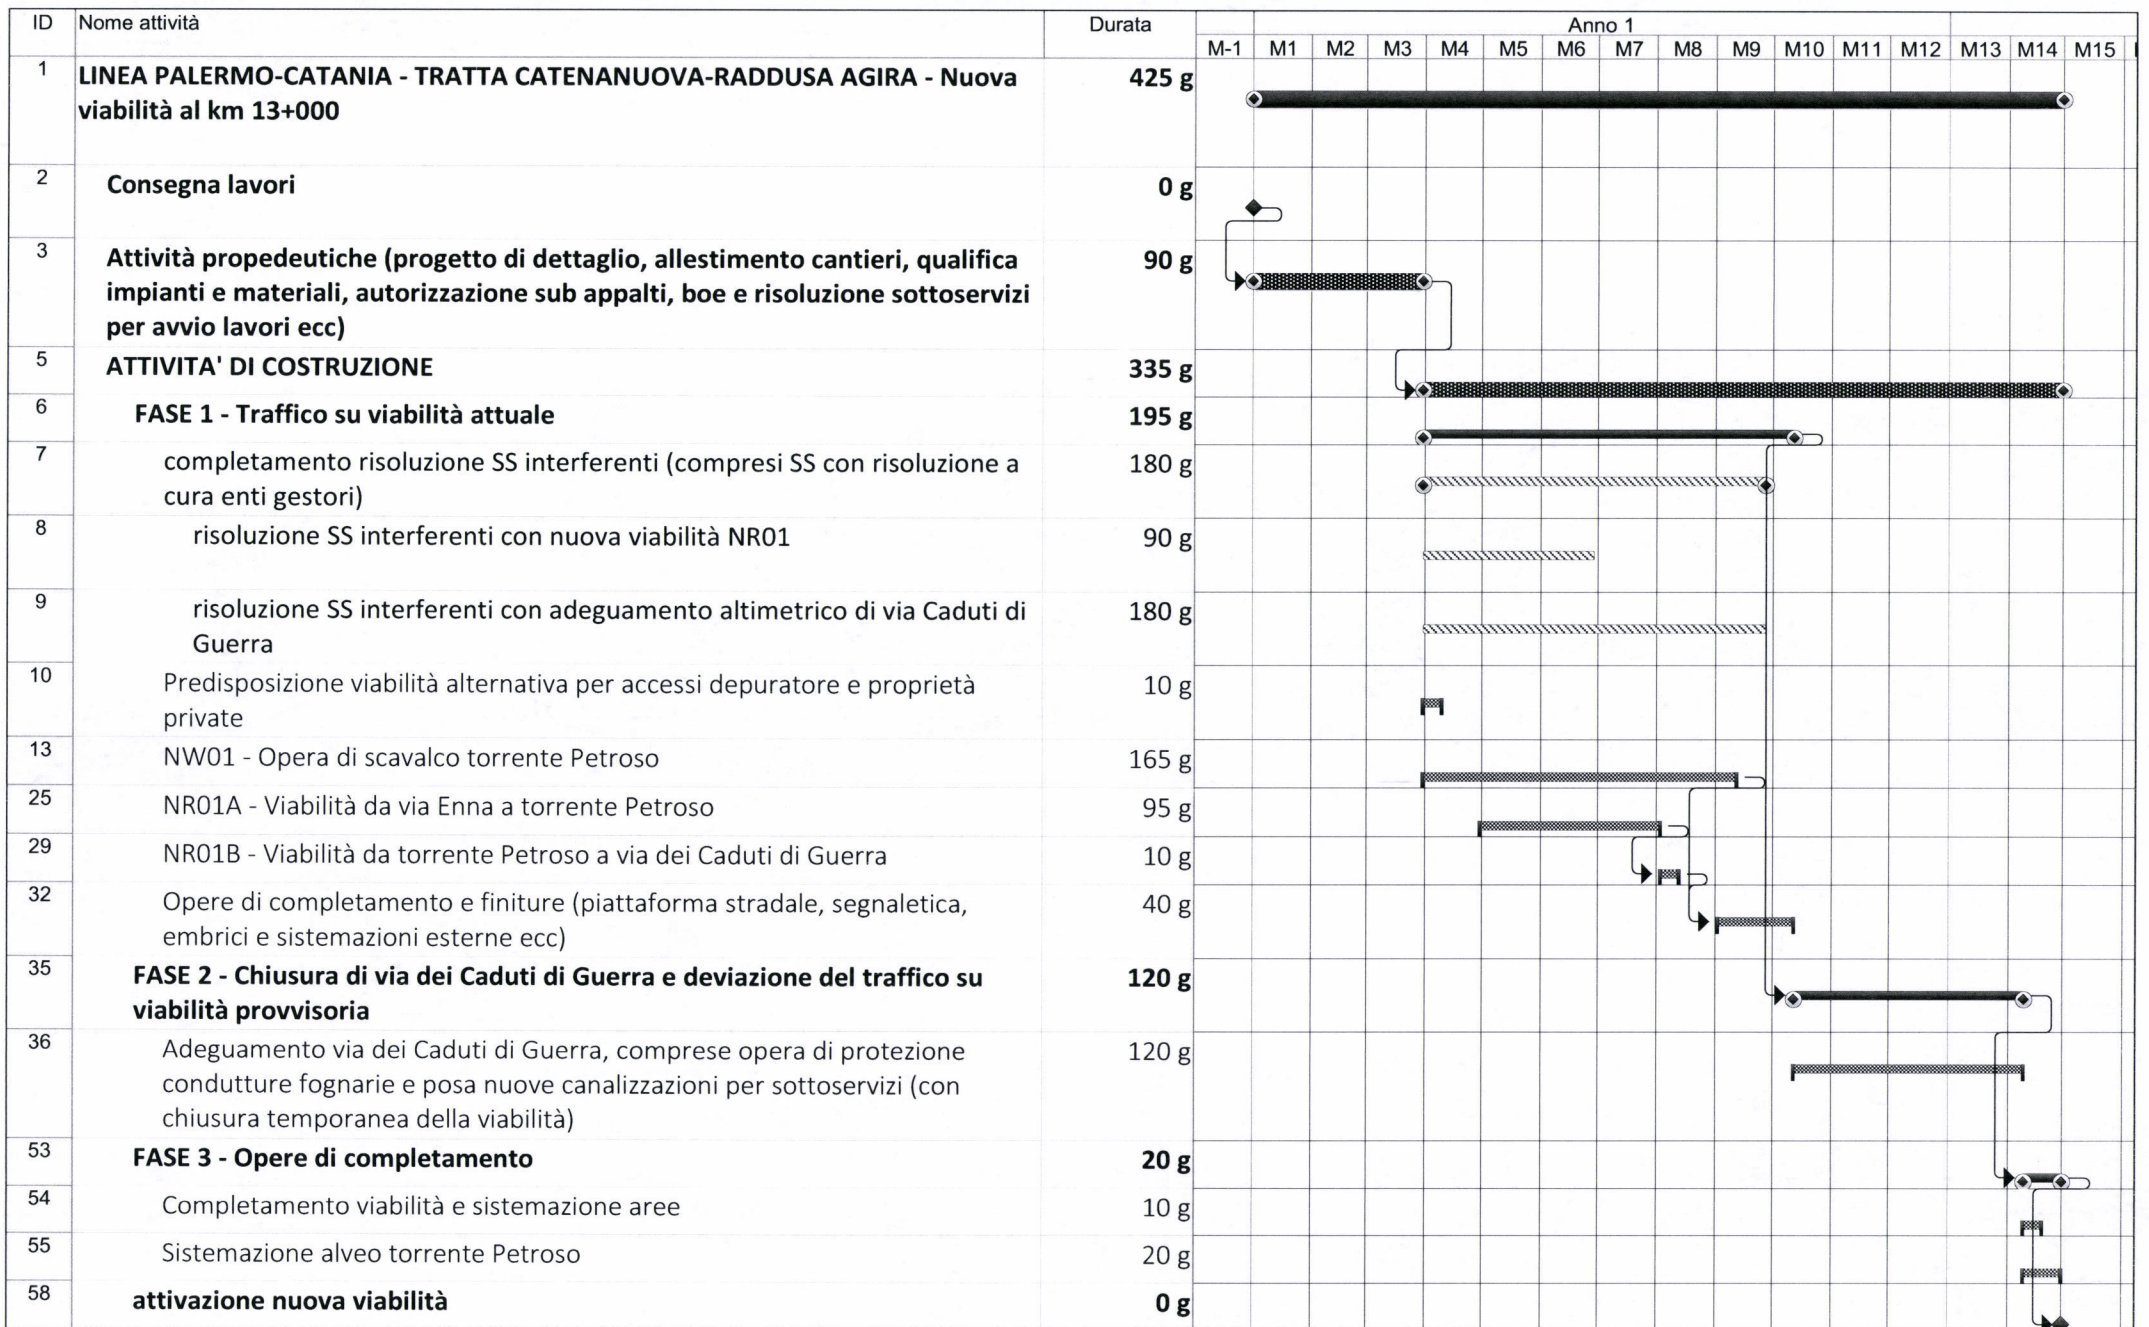 ID Nome attività Durata Anno 1
M-1 M1 M2 M3 M4 M5 M6 M7 M8 M9 M10 M11 M12 M13 M14 M15
1 LINEA PALERMO-CATANIA - TRATTA CATENANUOVA-RADDUSA AGIRA - Nuova 425 g
viabilità al km 13+000
2 Consegna lavori 0 g
3 Attività propedeutiche (progetto di dettaglio, allestimento cantieri, qualifica 90 g
impianti e materiali, autorizzazione sub appalti, boe e risoluzione sottoservizi
per avvio lavori ecc)
5 ATTIVITA' DI COSTRUZIONE 335 g
6 FASE 1 - Traffico su viabilità attuale 195 g
7 completamento risoluzione SS interferenti (compresi SS con risoluzione a 180 g
cura enti gestori)
8 risoluzione SS interferenti con nuova viabilità NR01 90 g
9 risoluzione SS interferenti con adeguamento altimetrico di via Caduti di 180 g
Guerra
10 Predisposizione viabilità alternativa per accessi depuratore e proprietà 10 g
private
13 NW01 - Opera di scavalco torrente Petroso 165 g
25 NR01A - Viabilità da via Enna a torrente Petroso 95 g
29 NR01B - Viabilità da torrente Petroso a via dei Caduti di Guerra 10 g
32 Opere di completamento e finiture (piattaforma stradale, segnaletica, 40 g
embrici e sistemazioni esterne ecc)
35 FASE 2 - Chiusura di via dei Caduti di Guerra e deviazione del traffico su 120 g
viabilità provvisoria
36 Adeguamento via dei Caduti di Guerra, comprese opera di protezione 120 g
condutture fognarie e posa nuove canalizzazioni per sottoservizi (con
chiusura temporanea della viabilità)
53 FASE 3 - Opere di completamento 20 g
54 Completamento viabilità e sistemazione aree 10 g
55 Sistemazione alveo torrente Petroso 20 g
58 attivazione nuova viabilità 0 g